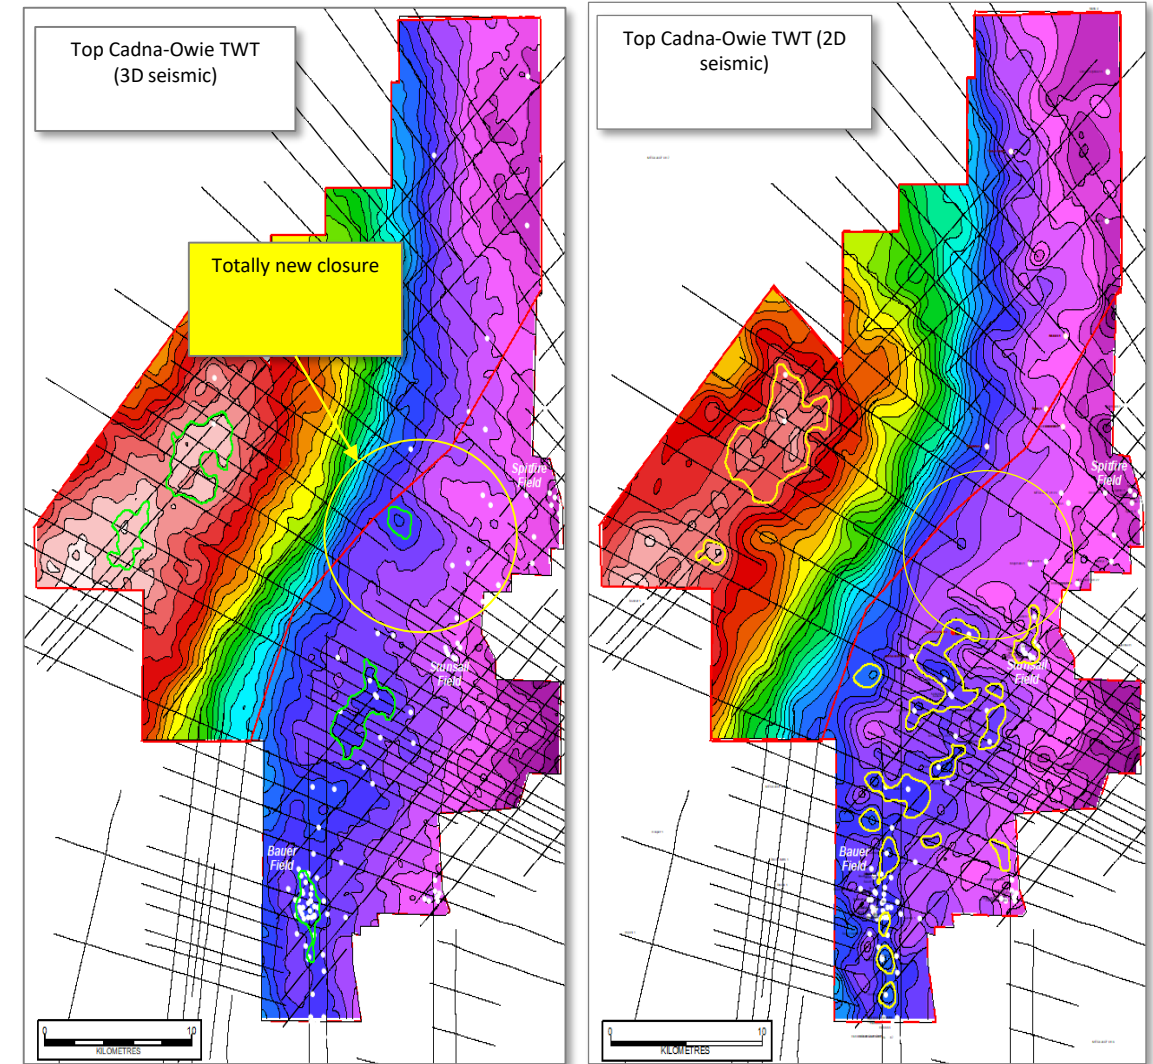 Top Cadna-Owie TWT
(3D seismic)
Totally new closure
Spitfire
Field
Stunsail
Field
Bauer
Field
0 10
KILOMETRES
Top Cadna-Owie TWT (2D
seismic)
Spitfire
Field
Stunsail
Field
Bauer
Field
0 10
KILOMETRES